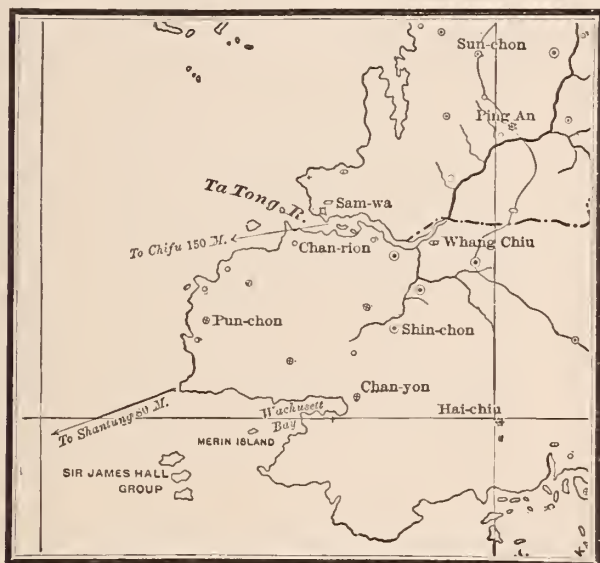 Sun-chon
Ping An
Ta Tong R.
Sam-wa
To Chifu 150 M.
Chan-rion
Whang Chiu
Pun-chon
Shin-chon
Chan-yon
Wachusett
Bay
Hai-chiu
To Shantung 80 M.
MERIN ISLAND
SIR JAMES HALL
GROUP